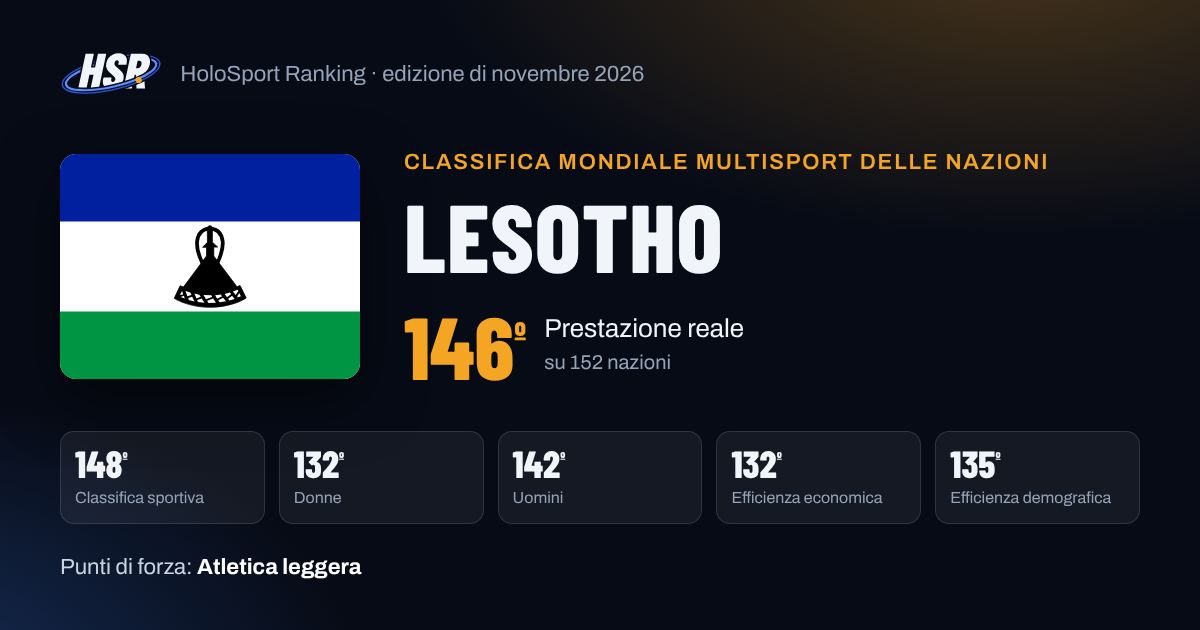 HSR
HoloSport Ranking · edizione di novembre 2026
CLASSIFICA MONDIALE MULTISPORT DELLE NAZIONI
LESOTHO
146º Prestazione reale
su 152 nazioni
148º
Classifica sportiva
132º
Donne
142º
Uomini
132º
Efficienza economica
135º
Efficienza demografica
Punti di forza: Atletica leggera